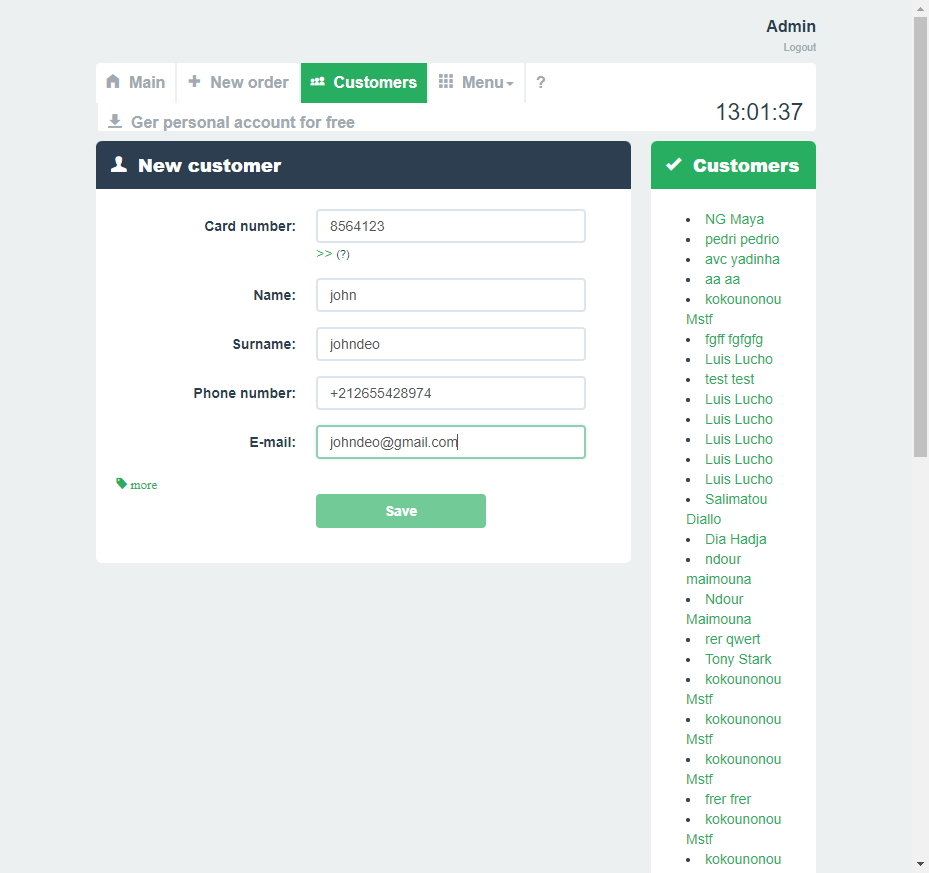 Admin
Logout
Main
New order
Customers
Menu
?
Ger personal account for free
13:01:37
New customer
Card number:
8564123
>> (?)
Name:
john
Surname:
johndeo
Phone number:
+212655428974
E-mail:
johndeo@gmail.com
more
Save
Customers
NG Maya
pedri pedrio
avc yadinha
aa aa
kokounonou
Mstf
fgff fgfgfg
Luis Lucho
test test
Luis Lucho
Luis Lucho
Luis Lucho
Luis Lucho
Luis Lucho
Salimatou
Diallo
Dia Hadja
ndour
maimouna
Ndour
Maimouna
rer qwert
Tony Stark
kokounonou
Mstf
kokounonou
Mstf
kokounonou
Mstf
frer frer
kokounonou
Mstf
kokounonou